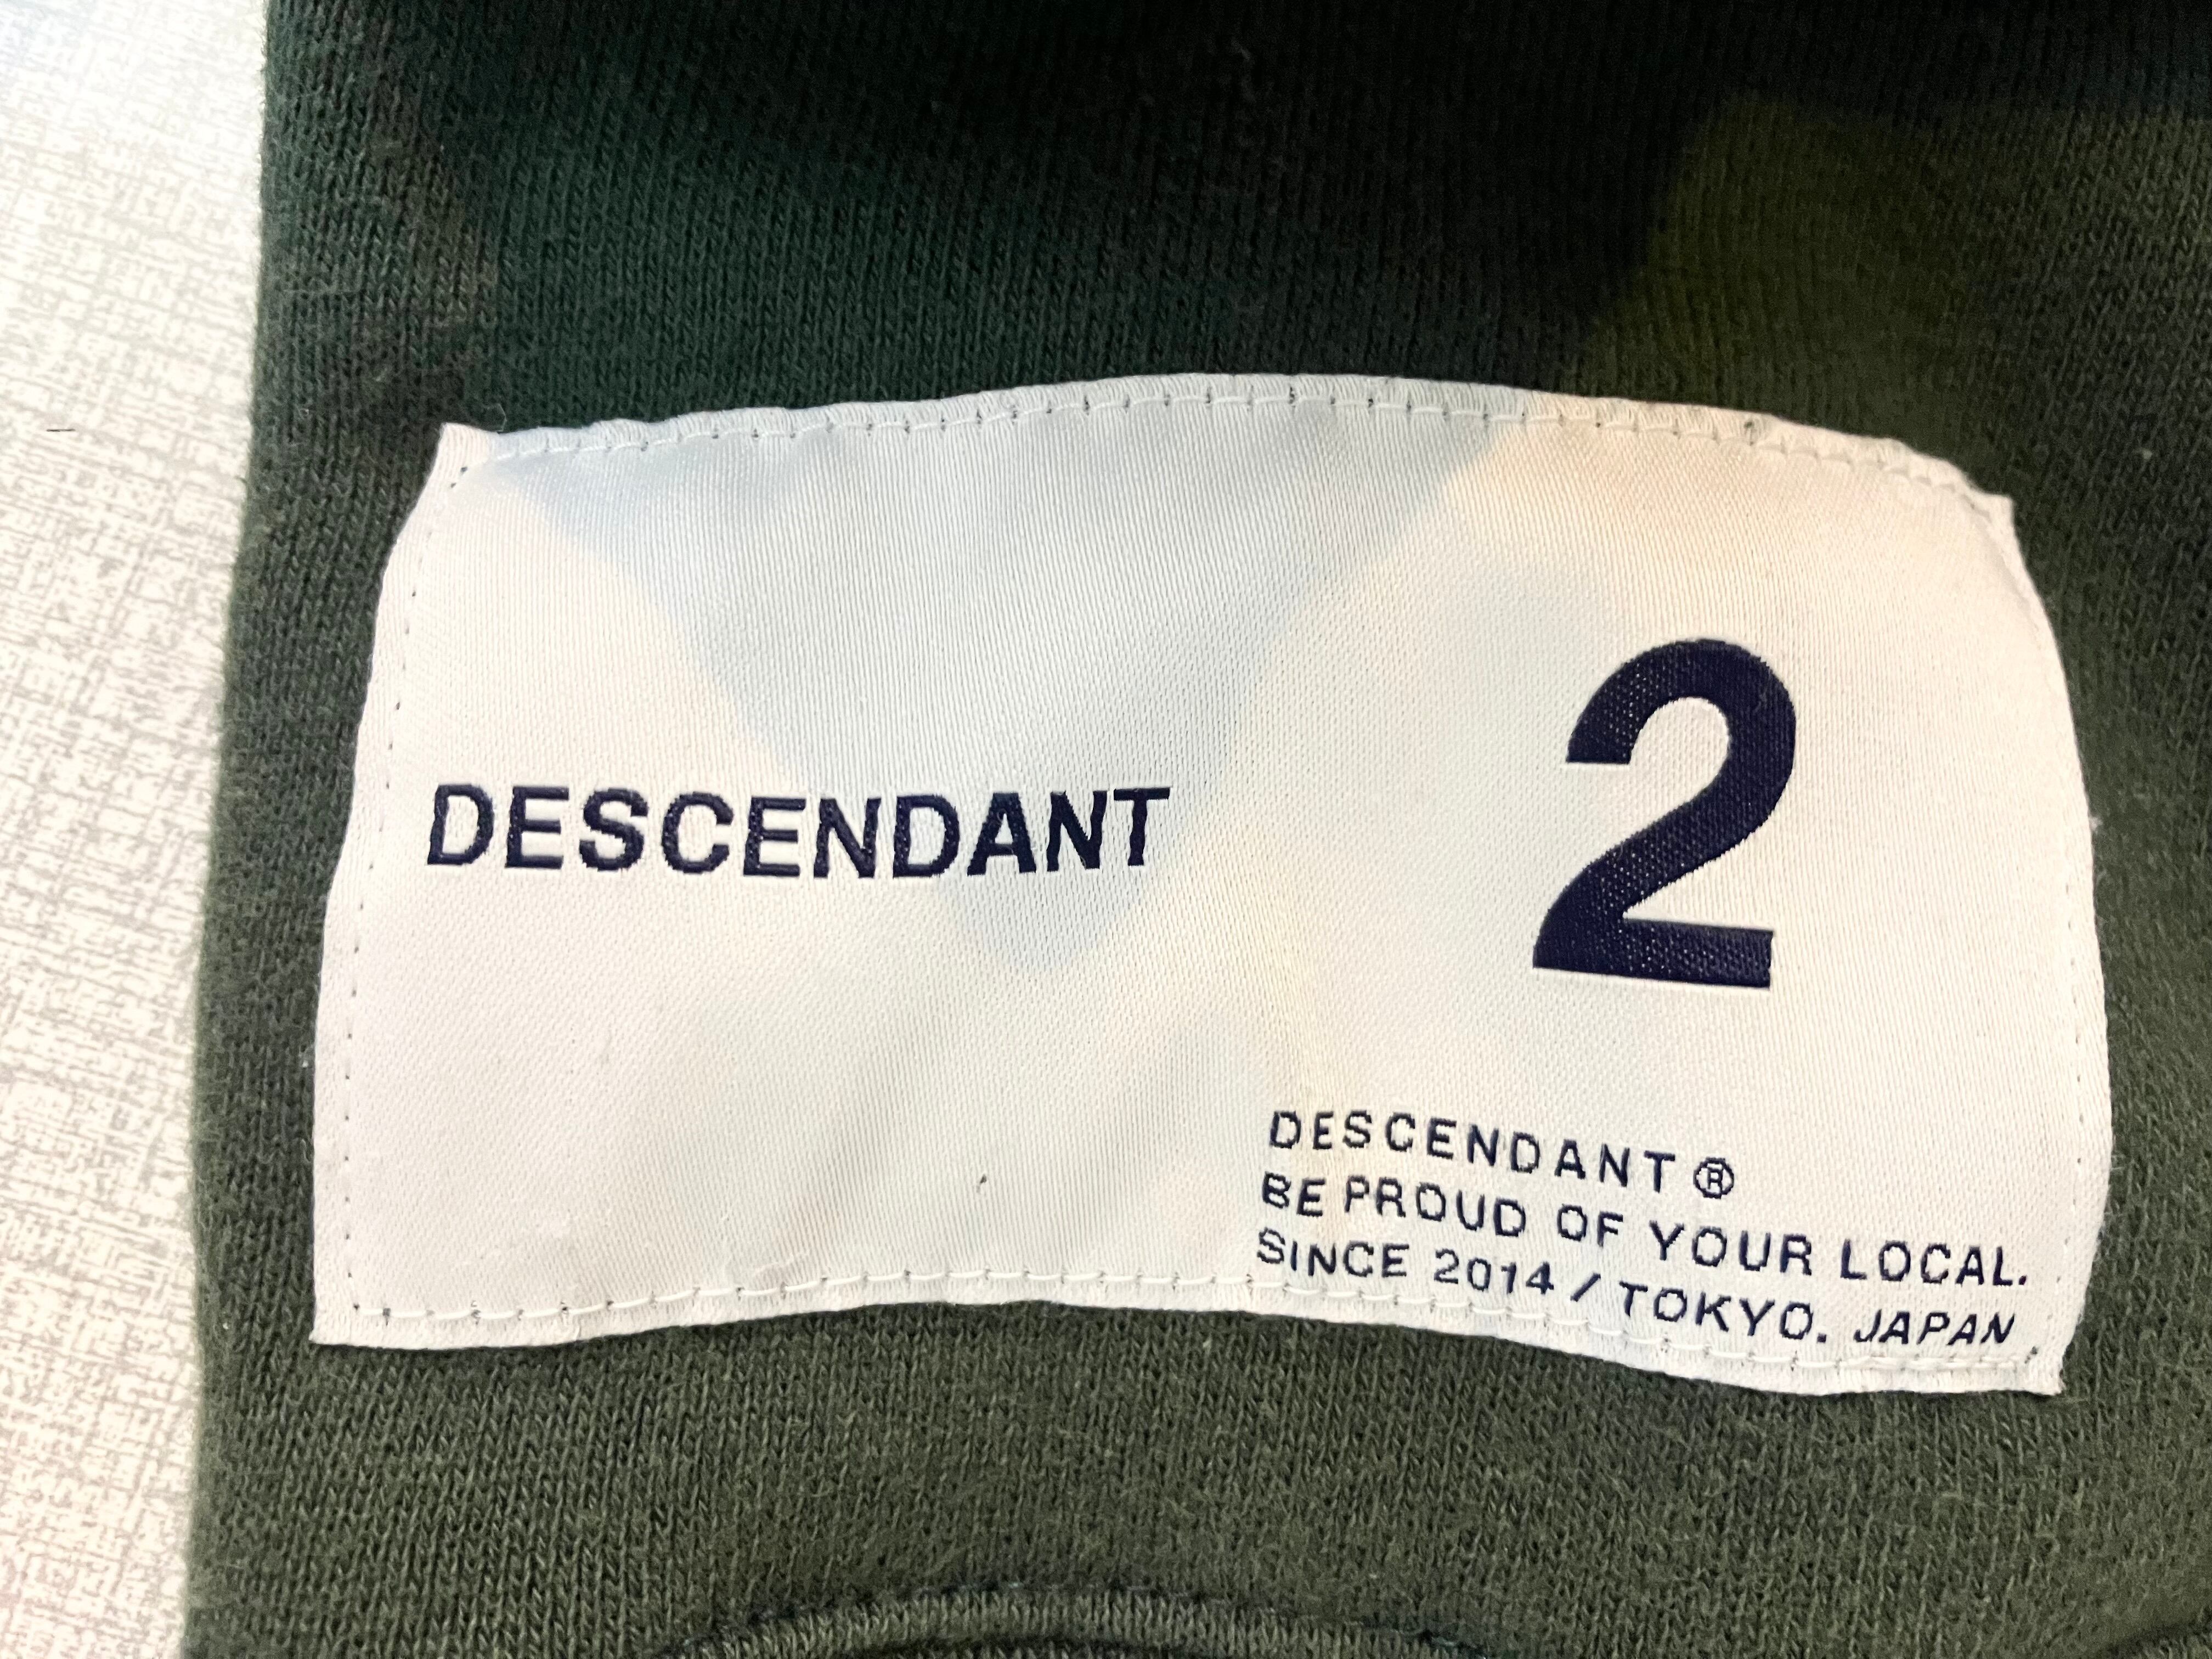 DESCENDANT
2
DESCENDANT®
BE PROUD OF YOUR LOCAL.
SINCE 2014 / TOKYO. JAPAN